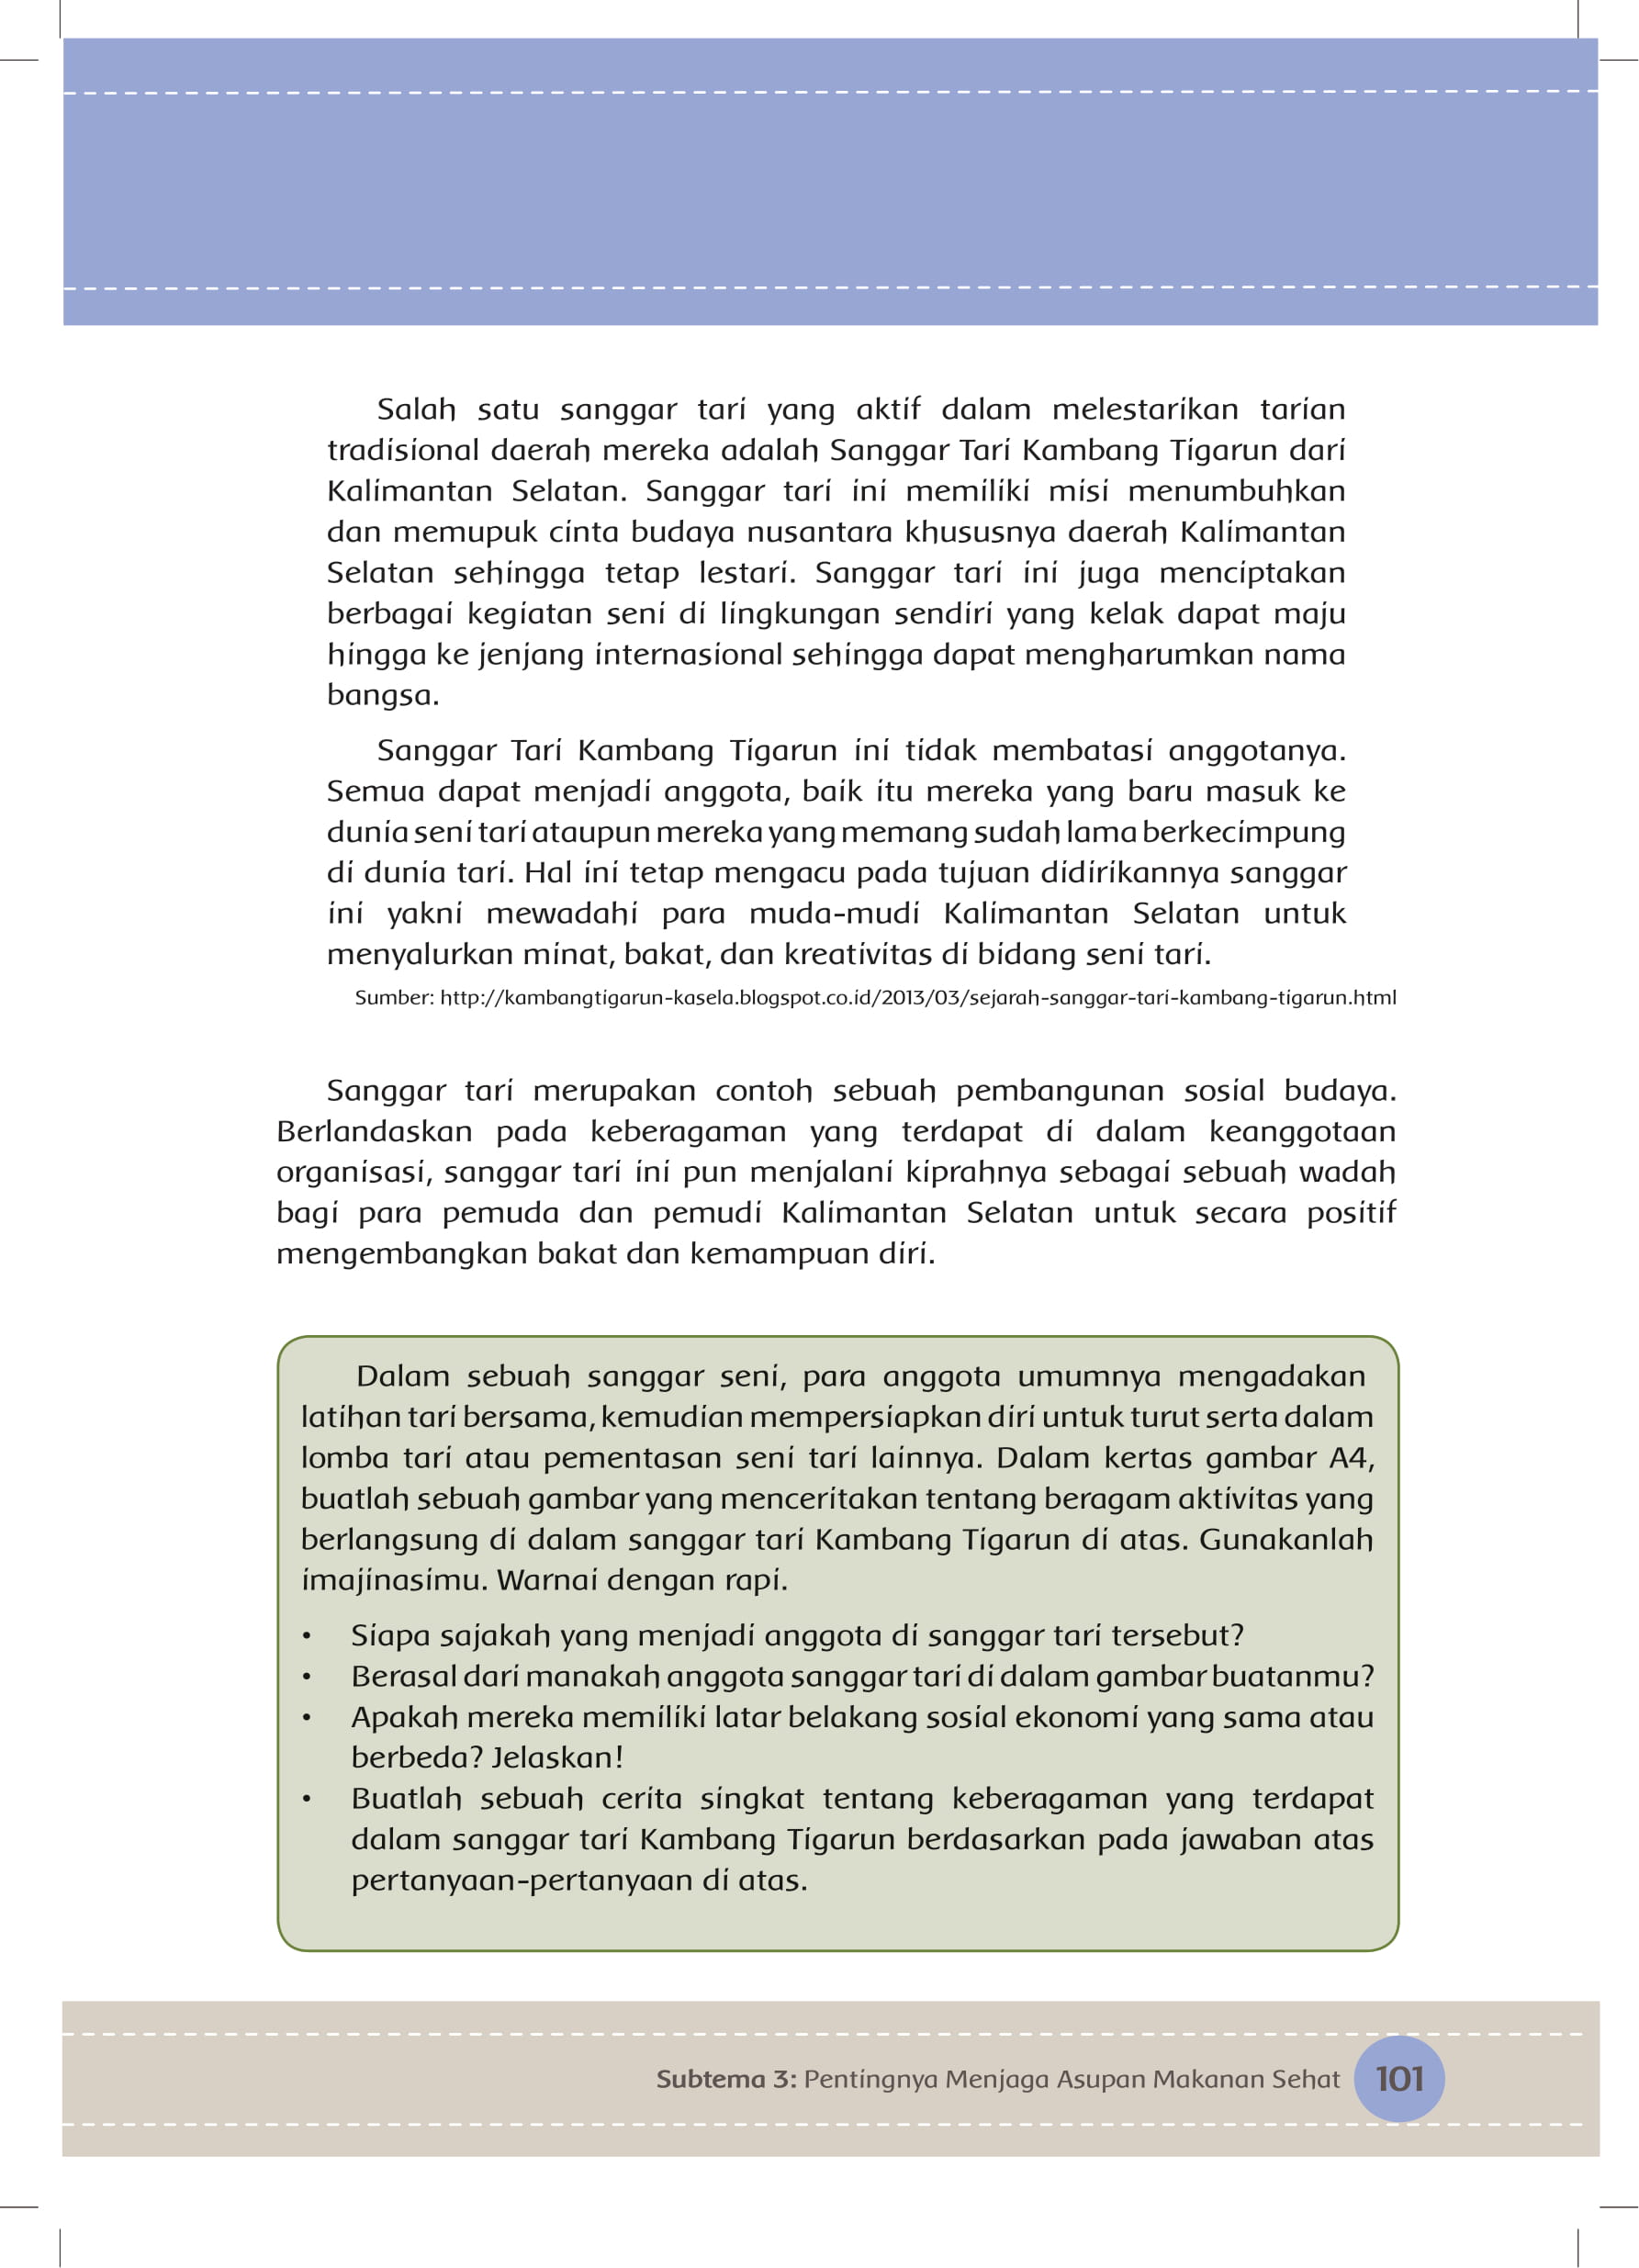 Salah satu sanggar tari yang aktif dalam melestarikan tarian
tradisional daerah mereka adalah Sanggar Tari Kambang Tigarun dari
Kalimantan Selatan. Sanggar tari ini memiliki misi menumbuhkan
dan memupuk cinta budaya nusantara khususnya daerah Kalimantan
Selatan sehingga tetap lestari. Sanggar tari ini juga menciptakan
berbagai kegiatan seni di lingkungan sendiri yang kelak dapat maju
hingga ke jenjang internasional sehingga dapat mengharumkan nama
bangsa.
Sanggar Tari Kambang Tigarun ini tidak membatasi anggotanya.
Semua dapat menjadi anggota, baik itu mereka yang baru masuk ke
dunia seni tari ataupun mereka yang memang sudah lama berkecimpung
di dunia tari. Hal ini tetap mengacu pada tujuan didirikannya sanggar
ini yakni mewadahi para muda-mudi Kalimantan Selatan untuk
menyalurkan minat, bakat, dan kreativitas di bidang seni tari.
Sumber: http://kambangtigarun-kasela.blogspot.co.id/2013/03/sejarah-sanggar-tari-kambang-tigarun.html
Sanggar tari merupakan contoh sebuah pembangunan sosial budaya.
Berlandaskan pada keberagaman yang terdapat di dalam keanggotaan
organisasi, sanggar tari ini pun menjalani kiprahnya sebagai sebuah wadah
bagi para pemuda dan pemudi Kalimantan Selatan untuk secara positif
mengembangkan bakat dan kemampuan diri.
Dalam sebuah sanggar seni, para anggota umumnya mengadakan
latihan tari bersama, kemudian mempersiapkan diri untuk turut serta dalam
lomba tari atau pementasan seni tari lainnya. Dalam kertas gambar A4,
buatlah sebuah gambar yang menceritakan tentang beragam aktivitas yang
berlangsung di dalam sanggar tari Kambang Tigarun di atas. Gunakanlah
imajinasimu. Warnai dengan rapi.
• Siapa sajakah yang menjadi anggota di sanggar tari tersebut?
• Berasal dari manakah anggota sanggar tari di dalam gambar buatanmu?
• Apakah mereka memiliki latar belakang sosial ekonomi yang sama atau
berbeda? Jelaskan!
• Buatlah sebuah cerita singkat tentang keberagaman yang terdapat
dalam sanggar tari Kambang Tigarun berdasarkan pada jawaban atas
pertanyaan-pertanyaan di atas.
Subtema 3: Pentingnya Menjaga Asupan Makanan Sehat 101